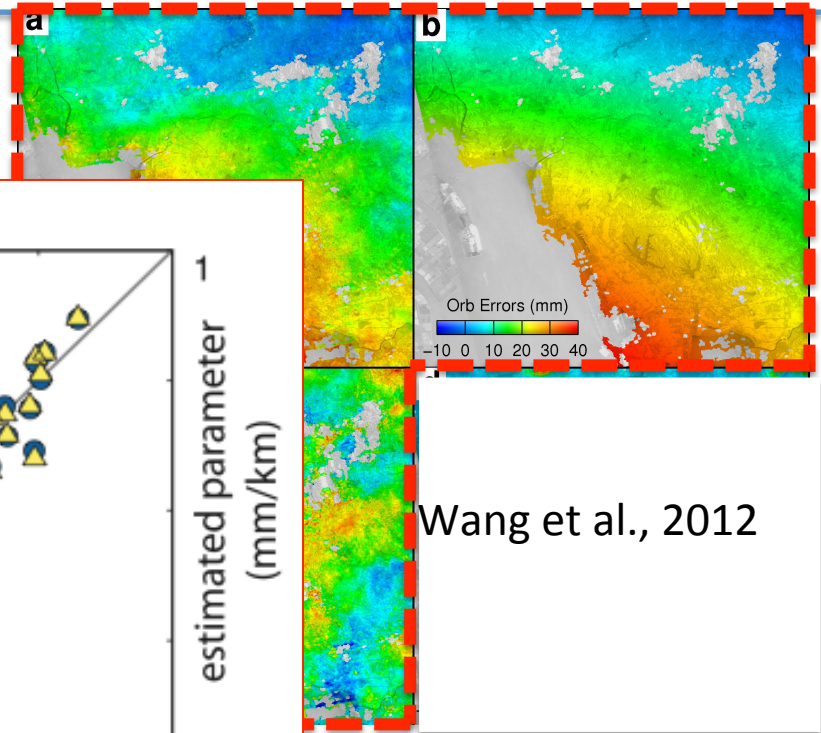 a
b
Orb Errors (mm)
−10 0 10 20 30 40
1
estimated parameter
(mm/km)
Wang et al., 2012